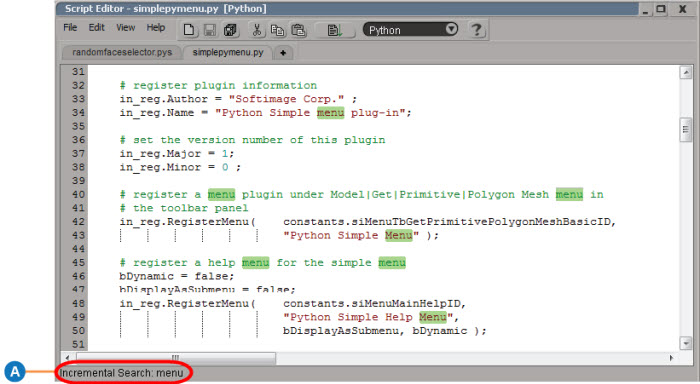 Script Editor - simplepymenu.py [Python]
File Edit View Help Python ?
randomfaceselector.pys simplepymenu.py +
31
32 # register plugin information
33 in_reg.Author = "Softimage Corp." ;
34 in_reg.Name = "Python Simple menu plug-in";
35
36 # set the version number of this plugin
37 in_reg.Major = 1;
38 in_reg.Minor = 0 ;
39
40 # register a menu plugin under Model|Get|Primitive|Polygon Mesh menu in
41 # the toolbar panel
42 in_reg.RegisterMenu( constants.siMenuTbGetPrimitivePolygonMeshBasicID,
43 "Python Simple Menu" );
44
45 # register a help menu for the simple menu
46 bDynamic = false;
47 bDisplayAsSubmenu = false;
48 in_reg.RegisterMenu( constants.siMenuMainHelpID,
49 "Python Simple Help Menu",
50 bDisplayAsSubmenu, bDynamic );
51
A Incremental Search: menu